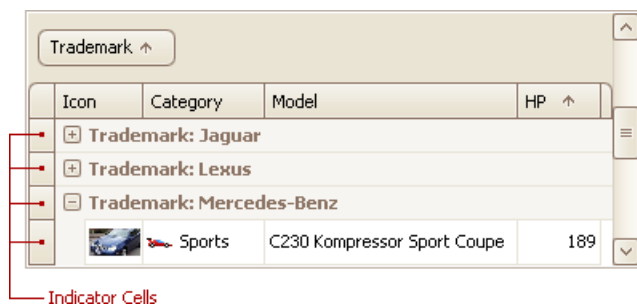 Trademark
Icon Category Model HP
Trademark: Jaguar
Trademark: Lexus
Trademark: Mercedes-Benz
Sports C230 Kompressor Sport Coupe 189
Indicator Cells